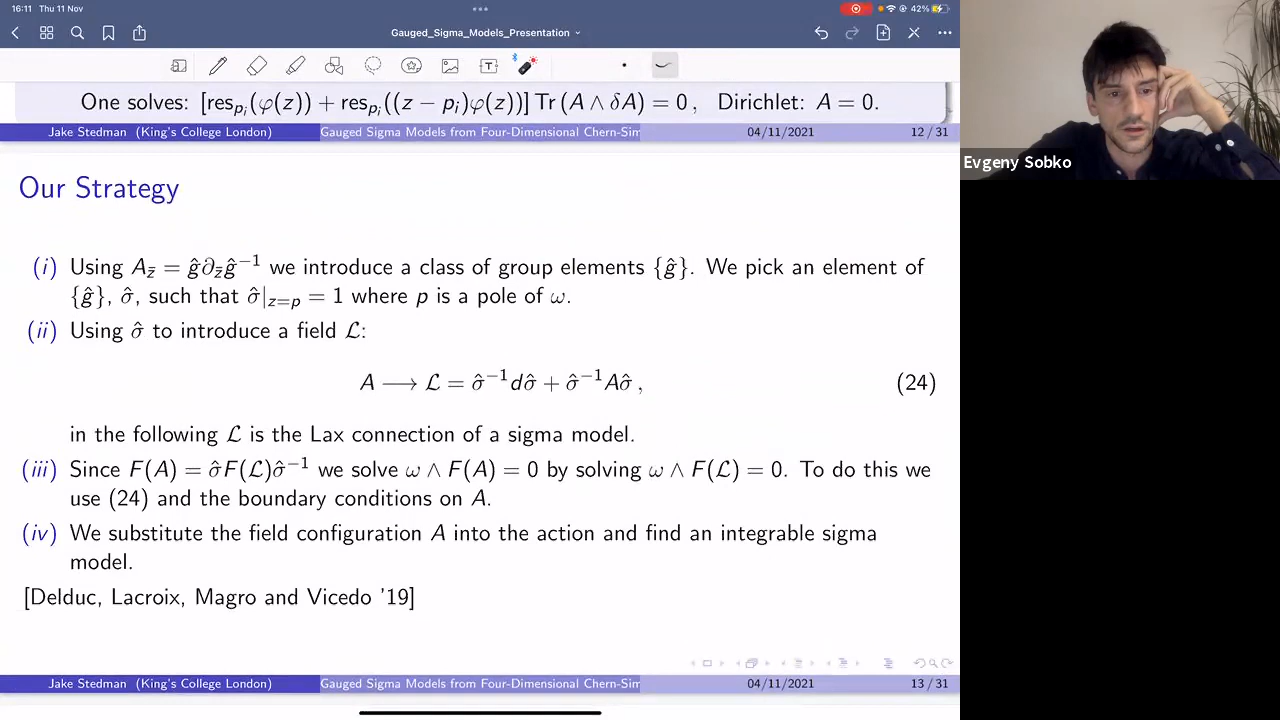 16:11 Thu 11 Nov
42%
Gauged_Sigma_Models_Presentation
One solves: [res_{p_i}(φ(z)) + res_{p_i}((z − p_i)φ(z))] Tr (A ∧ δA) = 0 , Dirichlet: A = 0.
Jake Stedman (King's College London) Gauged Sigma Models from Four-Dimensional Chern-Sim 04/11/2021 12 / 31
Our Strategy
(i) Using A_{z̄} = ĝ∂_{z̄}ĝ^{−1} we introduce a class of group elements {ĝ}. We pick an element of
{ĝ}, σ̂, such that σ̂|_{z=p} = 1 where p is a pole of ω.
(ii) Using σ̂ to introduce a field ℒ:
A ⟶ ℒ = σ̂^{−1}dσ̂ + σ̂^{−1}Aσ̂ , (24)
in the following ℒ is the Lax connection of a sigma model.
(iii) Since F(A) = σ̂F(ℒ)σ̂^{−1} we solve ω ∧ F(A) = 0 by solving ω ∧ F(ℒ) = 0. To do this we
use (24) and the boundary conditions on A.
(iv) We substitute the field configuration A into the action and find an integrable sigma
model.
[Delduc, Lacroix, Magro and Vicedo '19]
Jake Stedman (King's College London) Gauged Sigma Models from Four-Dimensional Chern-Sim 04/11/2021 13 / 31
Evgeny Sobko